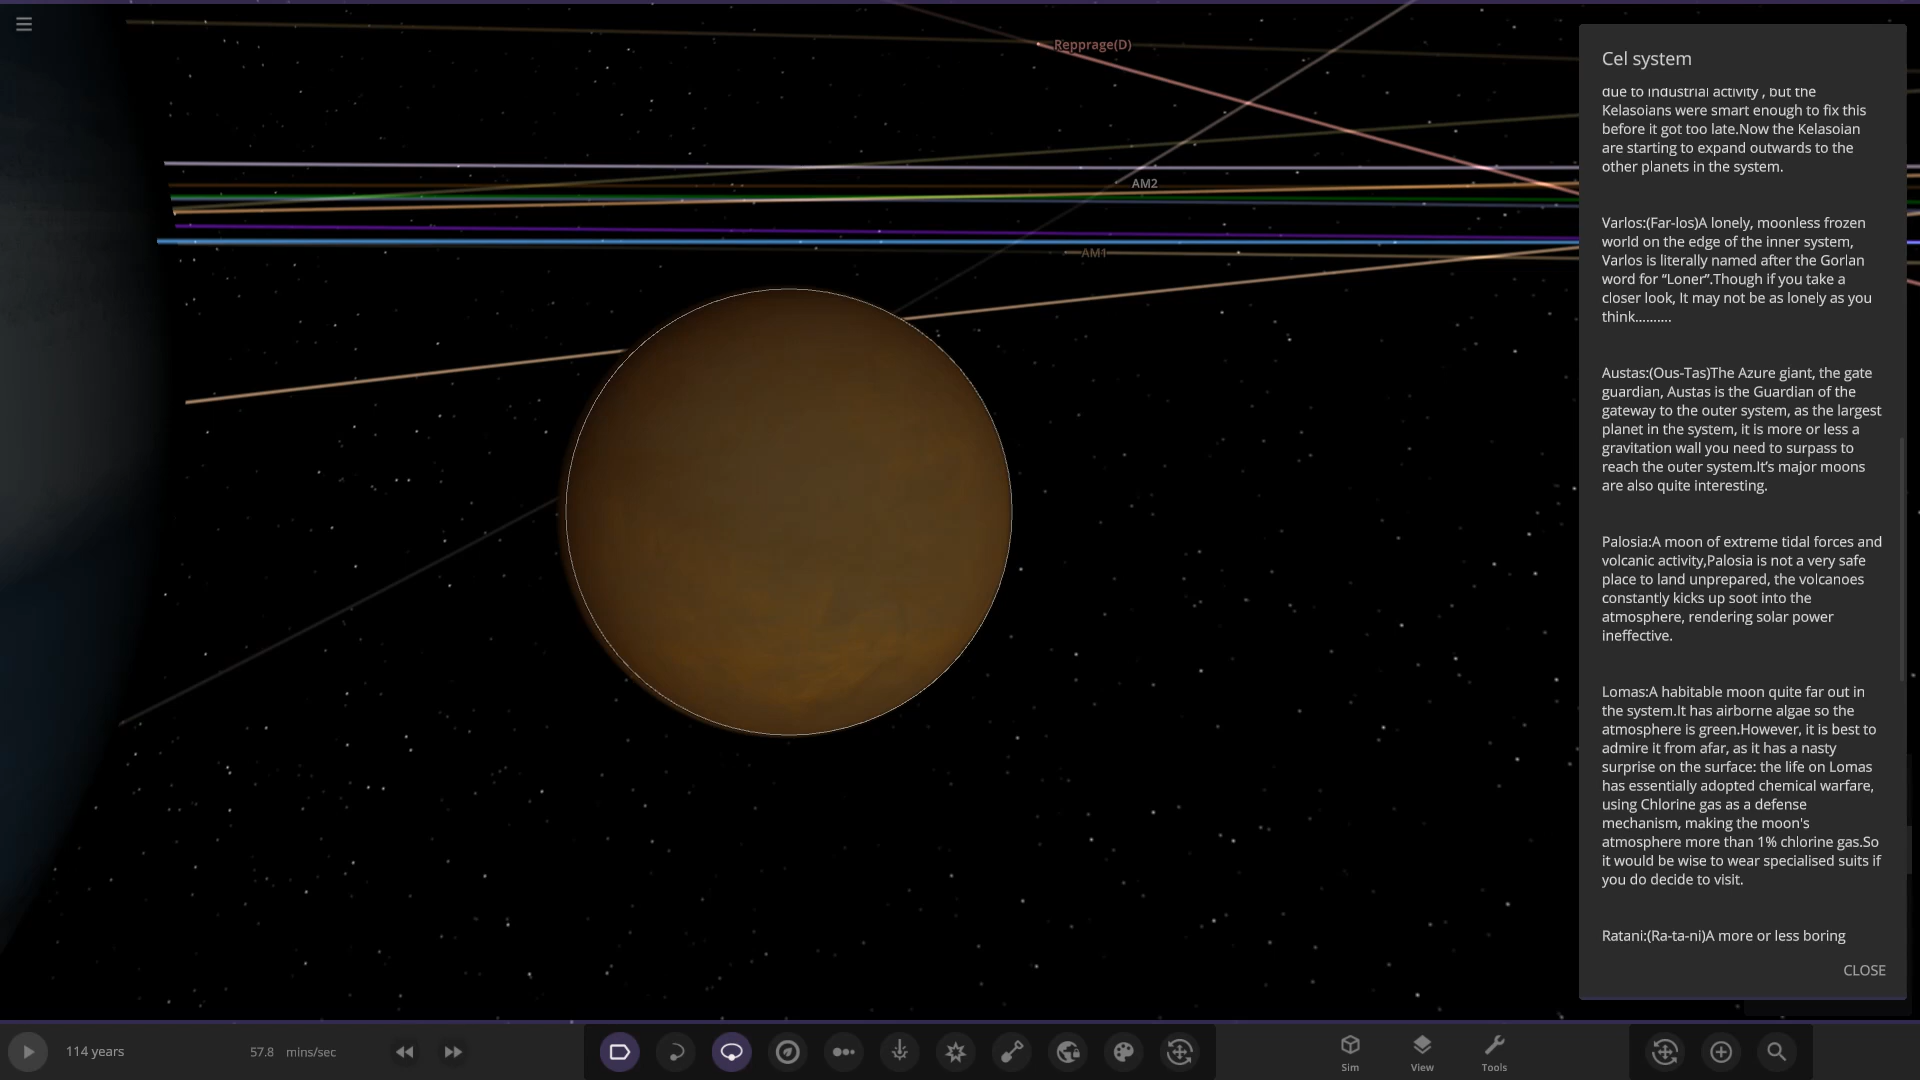 Repprage(D)
AM2
AM1
Cel system
due to industrial activity , but the
Kelasoians were smart enough to fix this
before it got too late.Now the Kelasoian
are starting to expand outwards to the
other planets in the system.
Varlos:(Far-los)A lonely, moonless frozen
world on the edge of the inner system,
Varlos is literally named after the Gorlan
word for “Loner”.Though if you take a
closer look, It may not be as lonely as you
think..........
Austas:(Ous-Tas)The Azure giant, the gate
guardian, Austas is the Guardian of the
gateway to the outer system, as the largest
planet in the system, it is more or less a
gravitation wall you need to surpass to
reach the outer system.It’s major moons
are also quite interesting.
Palosia:A moon of extreme tidal forces and
volcanic activity,Palosia is not a very safe
place to land unprepared, the volcanoes
constantly kicks up soot into the
atmosphere, rendering solar power
ineffective.
Lomas:A habitable moon quite far out in
the system.It has airborne algae so the
atmosphere is green.However, it is best to
admire it from afar, as it has a nasty
surprise on the surface: the life on Lomas
has essentially adopted chemical warfare,
using Chlorine gas as a defense
mechanism, making the moon's
atmosphere more than 1% chlorine gas.So
it would be wise to wear specialised suits if
you do decide to visit.
Ratani:(Ra-ta-ni)A more or less boring
CLOSE
114 years
57.8 mins/sec
Sim
View
Tools